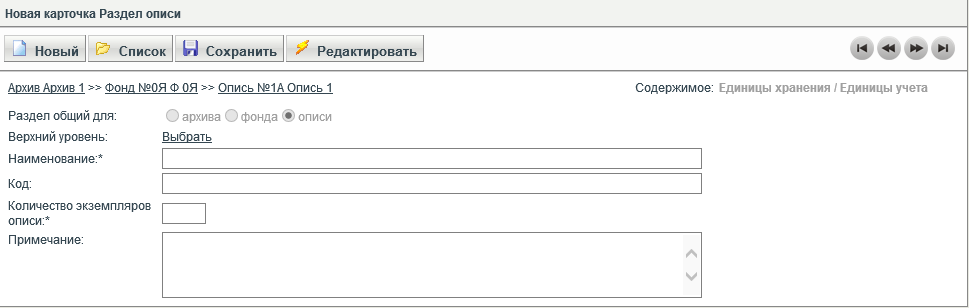 Новая карточка Раздел описи
Новый Список Сохранить Редактировать
Архив Архив 1 >> Фонд №0Я Ф 0Я >> Опись №1А Опись 1 Содержимое: Единицы хранения / Единицы учета
Раздел общий для: архива фонда описи
Верхний уровень: Выбрать
Наименование:*
Код:
Количество экземпляров
описи:*
Примечание: